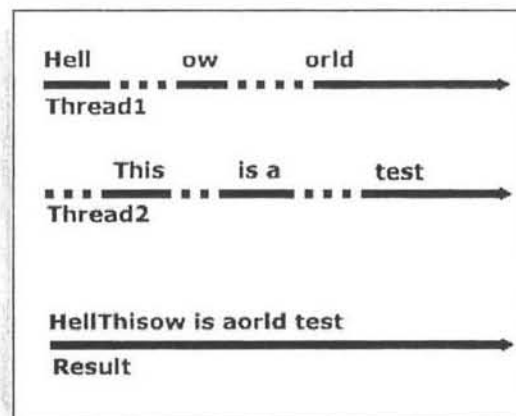 Hell ow orld
Thread1
This is a test
Thread2
HellThisow is aorld test
Result